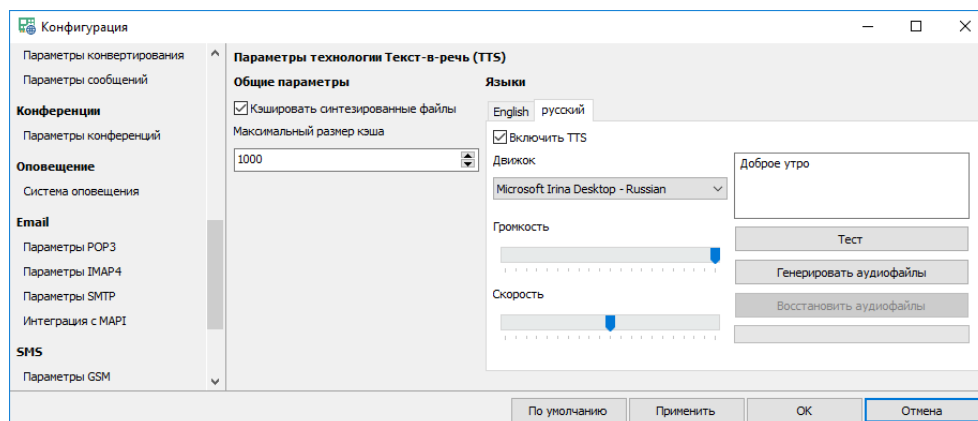 Конфигурация
Параметры конвертирования
Параметры сообщений
Конференции
Параметры конференций
Оповещение
Система оповещения
Email
Параметры POP3
Параметры IMAP4
Параметры SMTP
Интеграция с MAPI
SMS
Параметры GSM
Параметры технологии Текст-в-речь (TTS)
Общие параметры
Кэшировать синтезированные файлы
Максимальный размер кэша
1000
Языки
English русский
Включить TTS
Движок
Microsoft Irina Desktop - Russian
Громкость
Скорость
Доброе утро
Тест
Генерировать аудиофайлы
Восстановить аудиофайлы
По умолчанию Применить OK Отмена